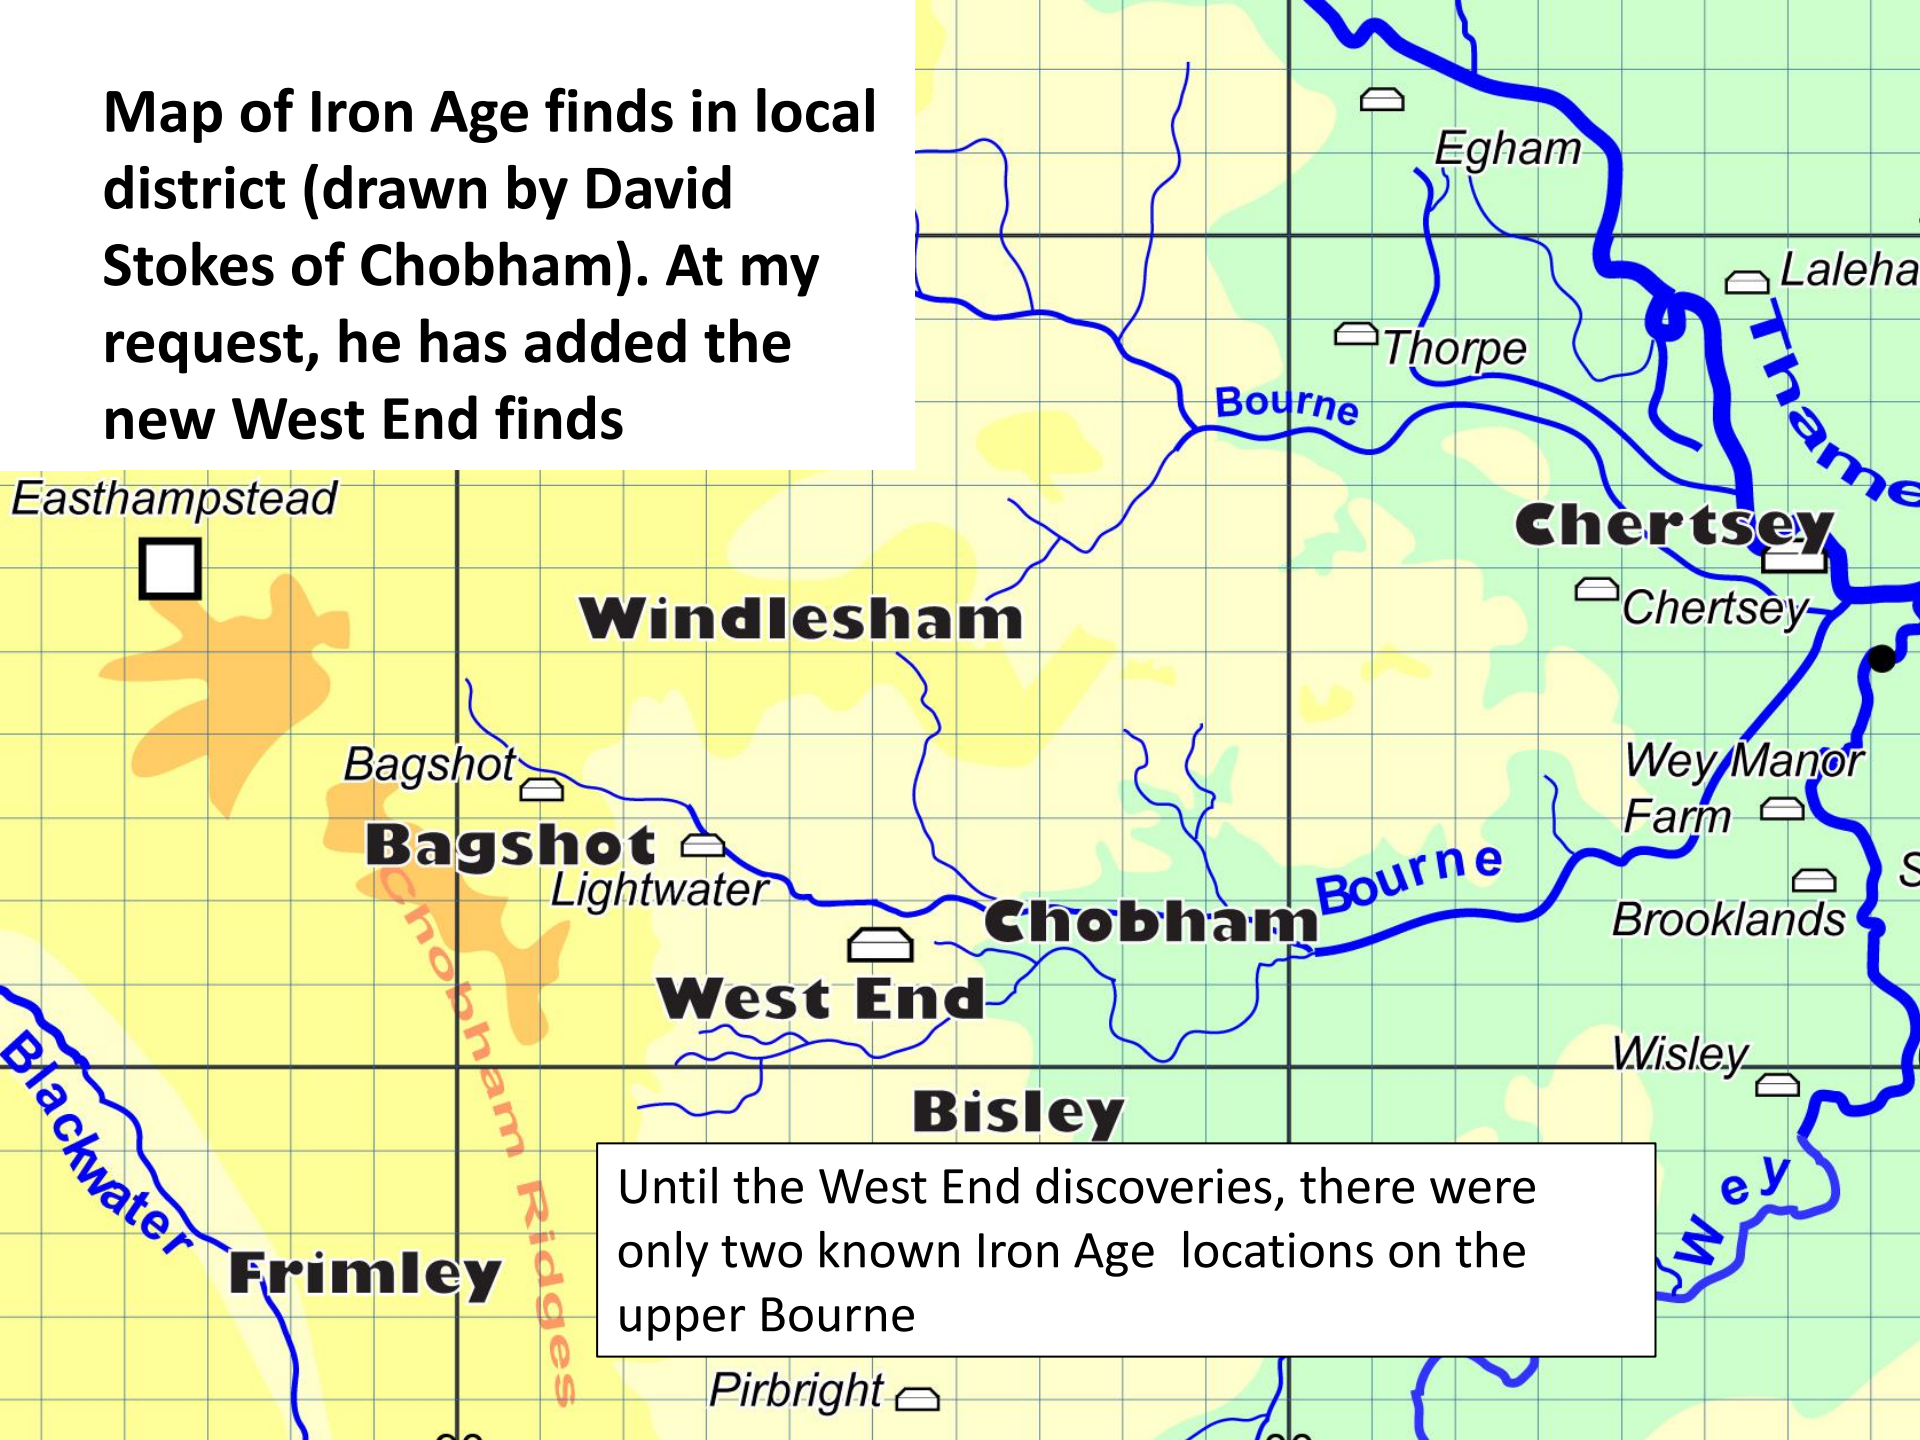 Map of Iron Age finds in local
district (drawn by David
Stokes of Chobham). At my
request, he has added the
new West End finds
Egham
Laleha
Thorpe
Thame
Bourne
Easthampstead
Chertsey
Chertsey
Windlesham
Bagshot
Wey Manor
Farm
Bagshot
Lightwater
Bourne
S
Chobham
Brooklands
Chobham Ridges
West End
Wisley
Blackwater
Bisley
Until the West End discoveries, there were
only two known Iron Age  locations on the
upper Bourne
Wey
Frimley
Pirbright